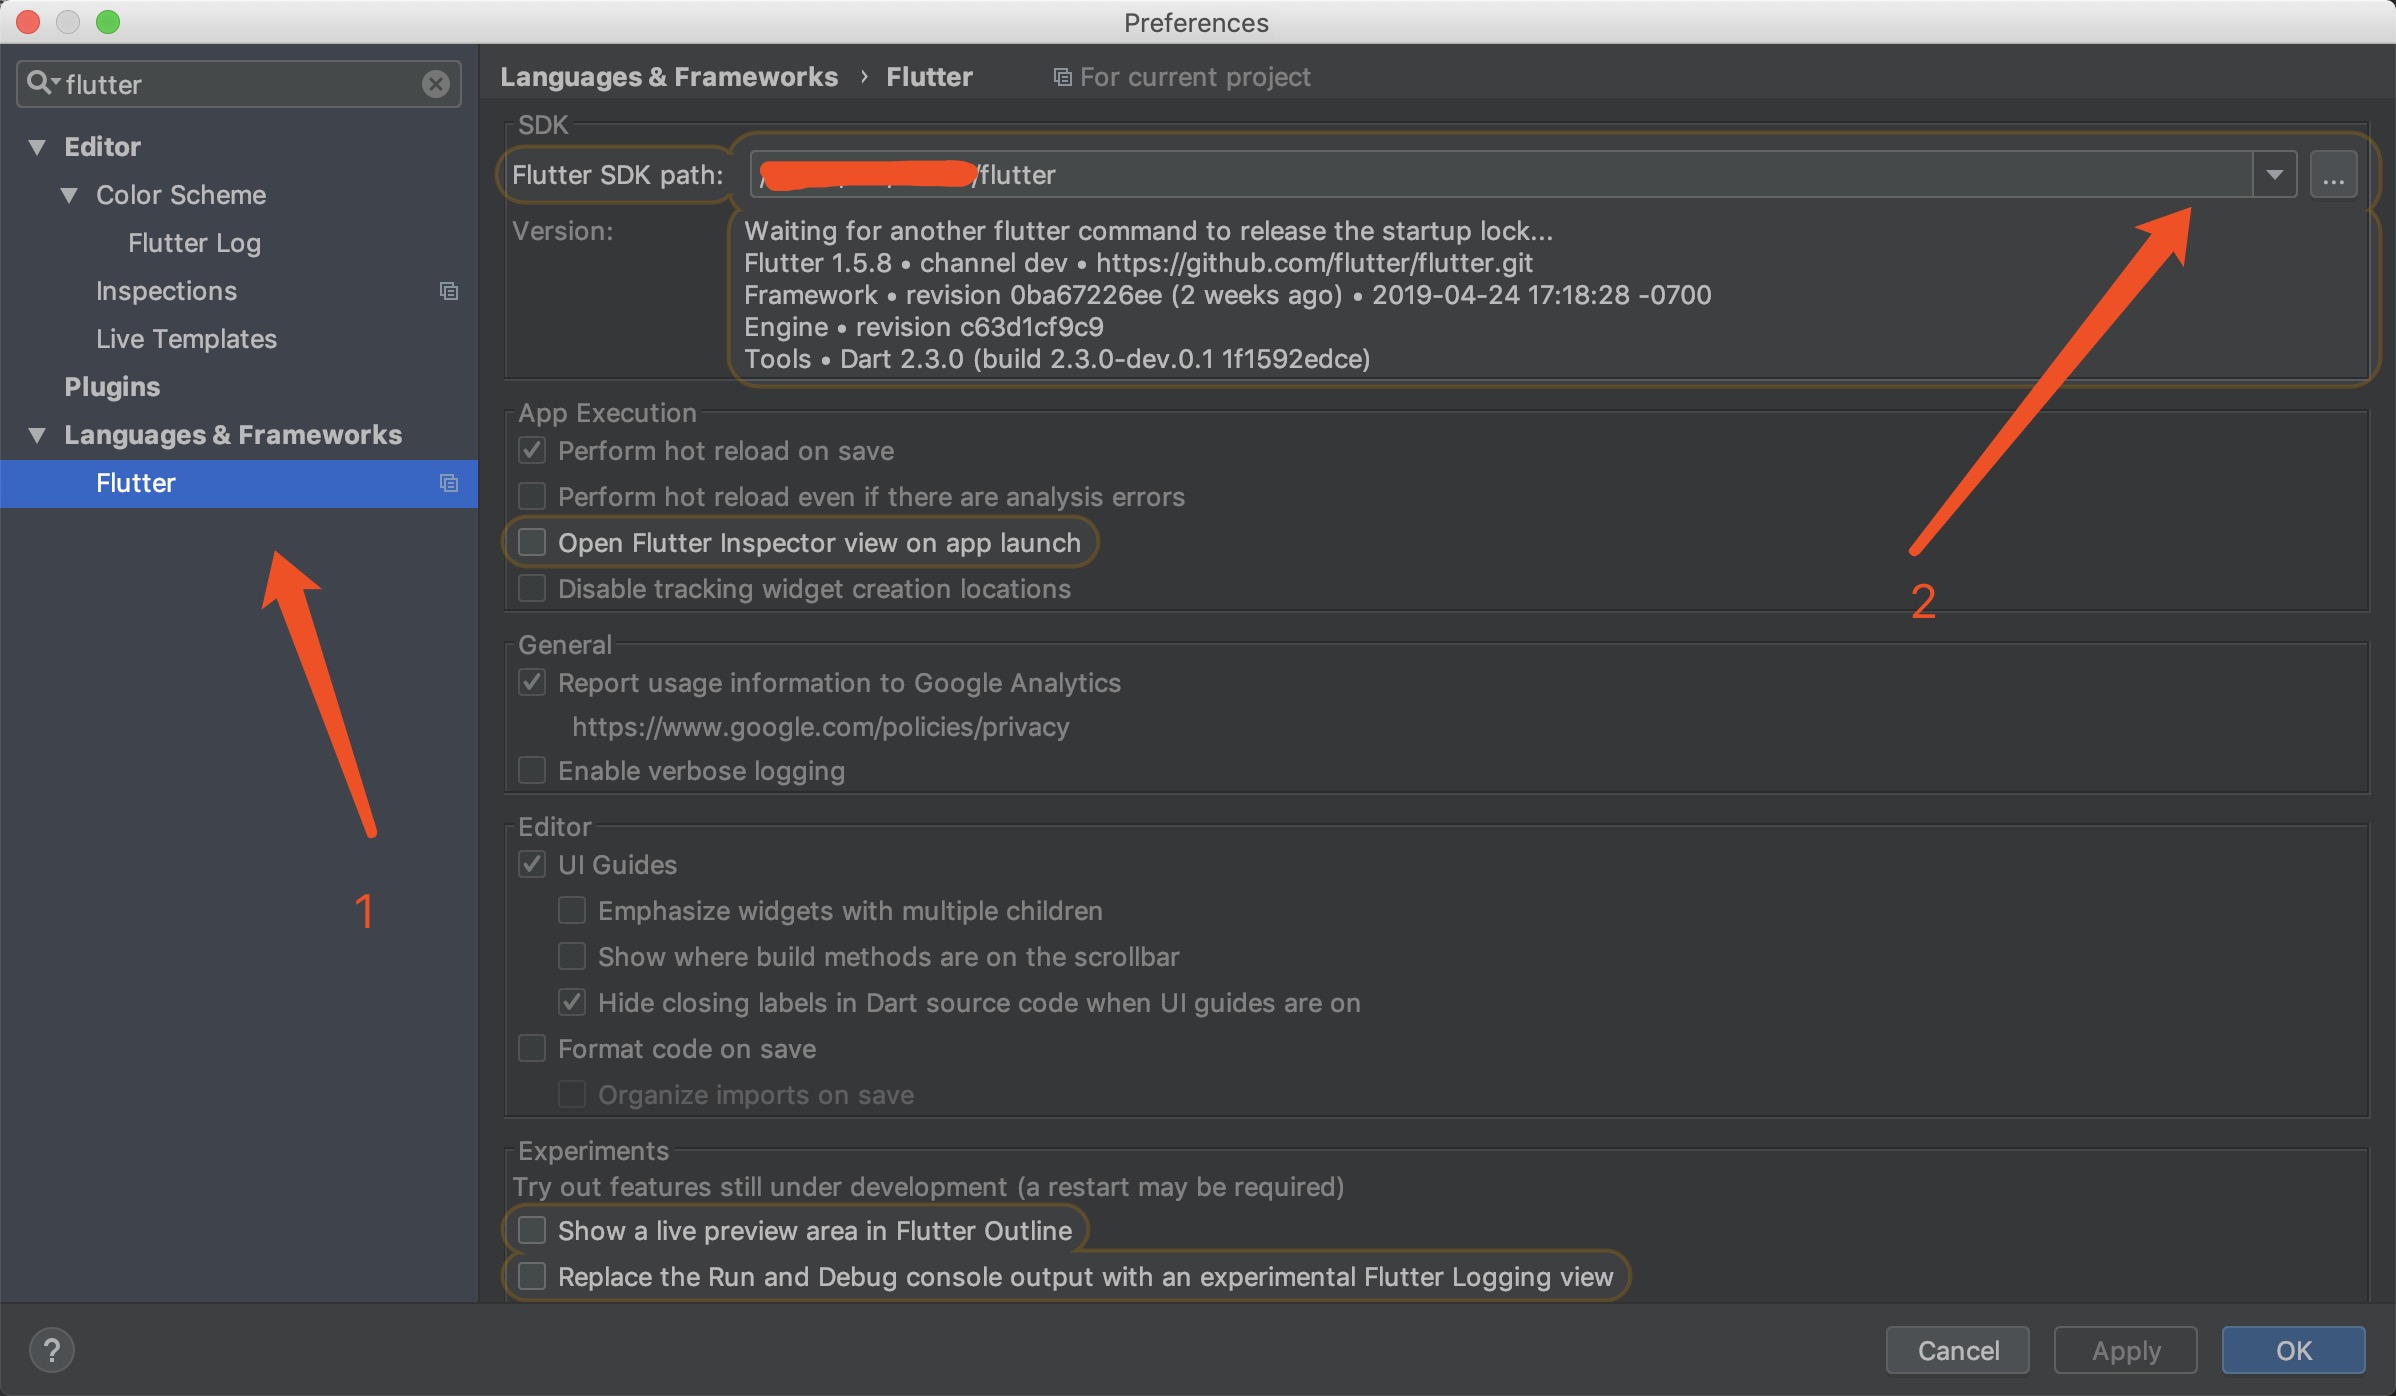 Preferences
flutter
Editor
Color Scheme
Flutter Log
Inspections
Live Templates
Plugins
Languages & Frameworks
Flutter
1
Languages & Frameworks › Flutter For current project
SDK
Flutter SDK path: /flutter ...
Version: Waiting for another flutter command to release the startup lock...
Flutter 1.5.8 • channel dev • https://github.com/flutter/flutter.git
Framework • revision 0ba67226ee (2 weeks ago) • 2019-04-24 17:18:28 -0700
Engine • revision c63d1cf9c9
Tools • Dart 2.3.0 (build 2.3.0-dev.0.1 1f1592edce)
App Execution
Perform hot reload on save
Perform hot reload even if there are analysis errors
Open Flutter Inspector view on app launch
Disable tracking widget creation locations
2
General
Report usage information to Google Analytics
https://www.google.com/policies/privacy
Enable verbose logging
Editor
UI Guides
Emphasize widgets with multiple children
Show where build methods are on the scrollbar
Hide closing labels in Dart source code when UI guides are on
Format code on save
Organize imports on save
Experiments
Try out features still under development (a restart may be required)
Show a live preview area in Flutter Outline
Replace the Run and Debug console output with an experimental Flutter Logging view
? Cancel Apply OK